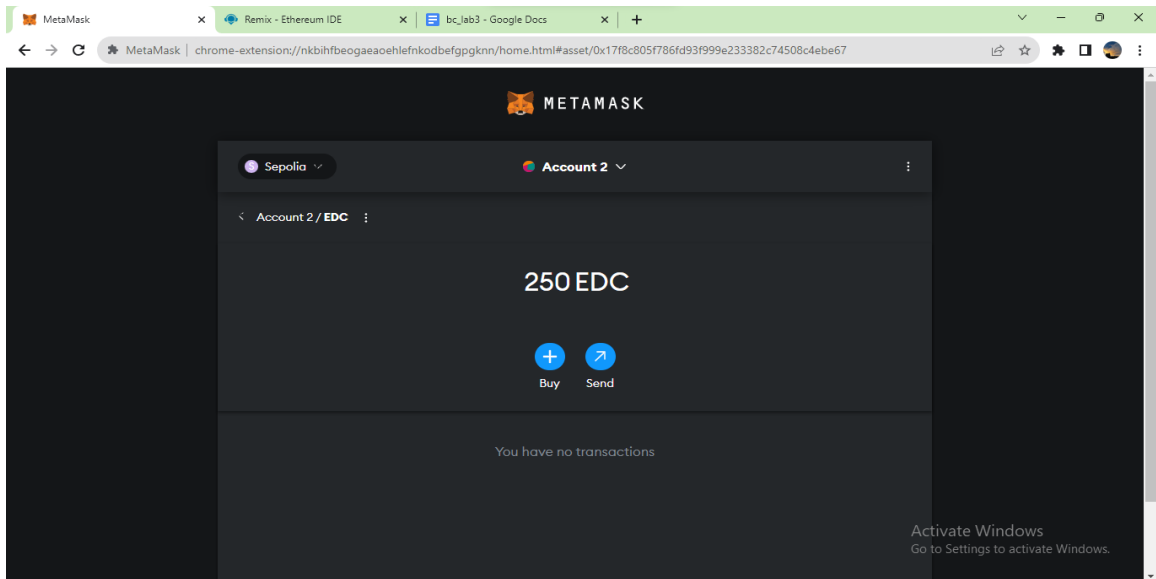 MetaMask
Remix - Ethereum IDE
bc_lab3 - Google Docs
MetaMask | chrome-extension://nkbihfbeogaeaoehlefnkodbefgpgknn/home.html#asset/0x17f8c805f786fd93f999e233382c74508c4ebe67
METAMASK
S Sepolia
Account 2
Account 2 / EDC
250 EDC
Buy Send
You have no transactions
Activate Windows
Go to Settings to activate Windows.